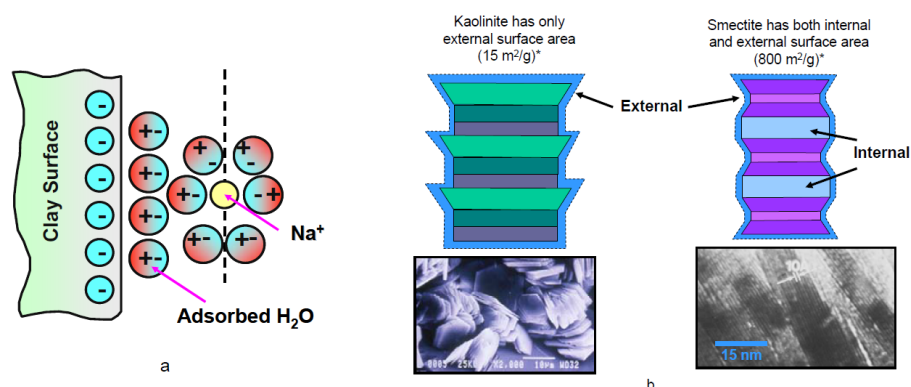 Clay Surface
- - - - - -
+-
+-
+-
+-
+ -
+ -
+-
-+
+-
+-
Na+
Adsorbed H2O
a
Kaolinite has only
external surface area
(15 m²/g)*
Smectite has both internal
and external surface area
(800 m²/g)*
External
Internal
15 nm
b